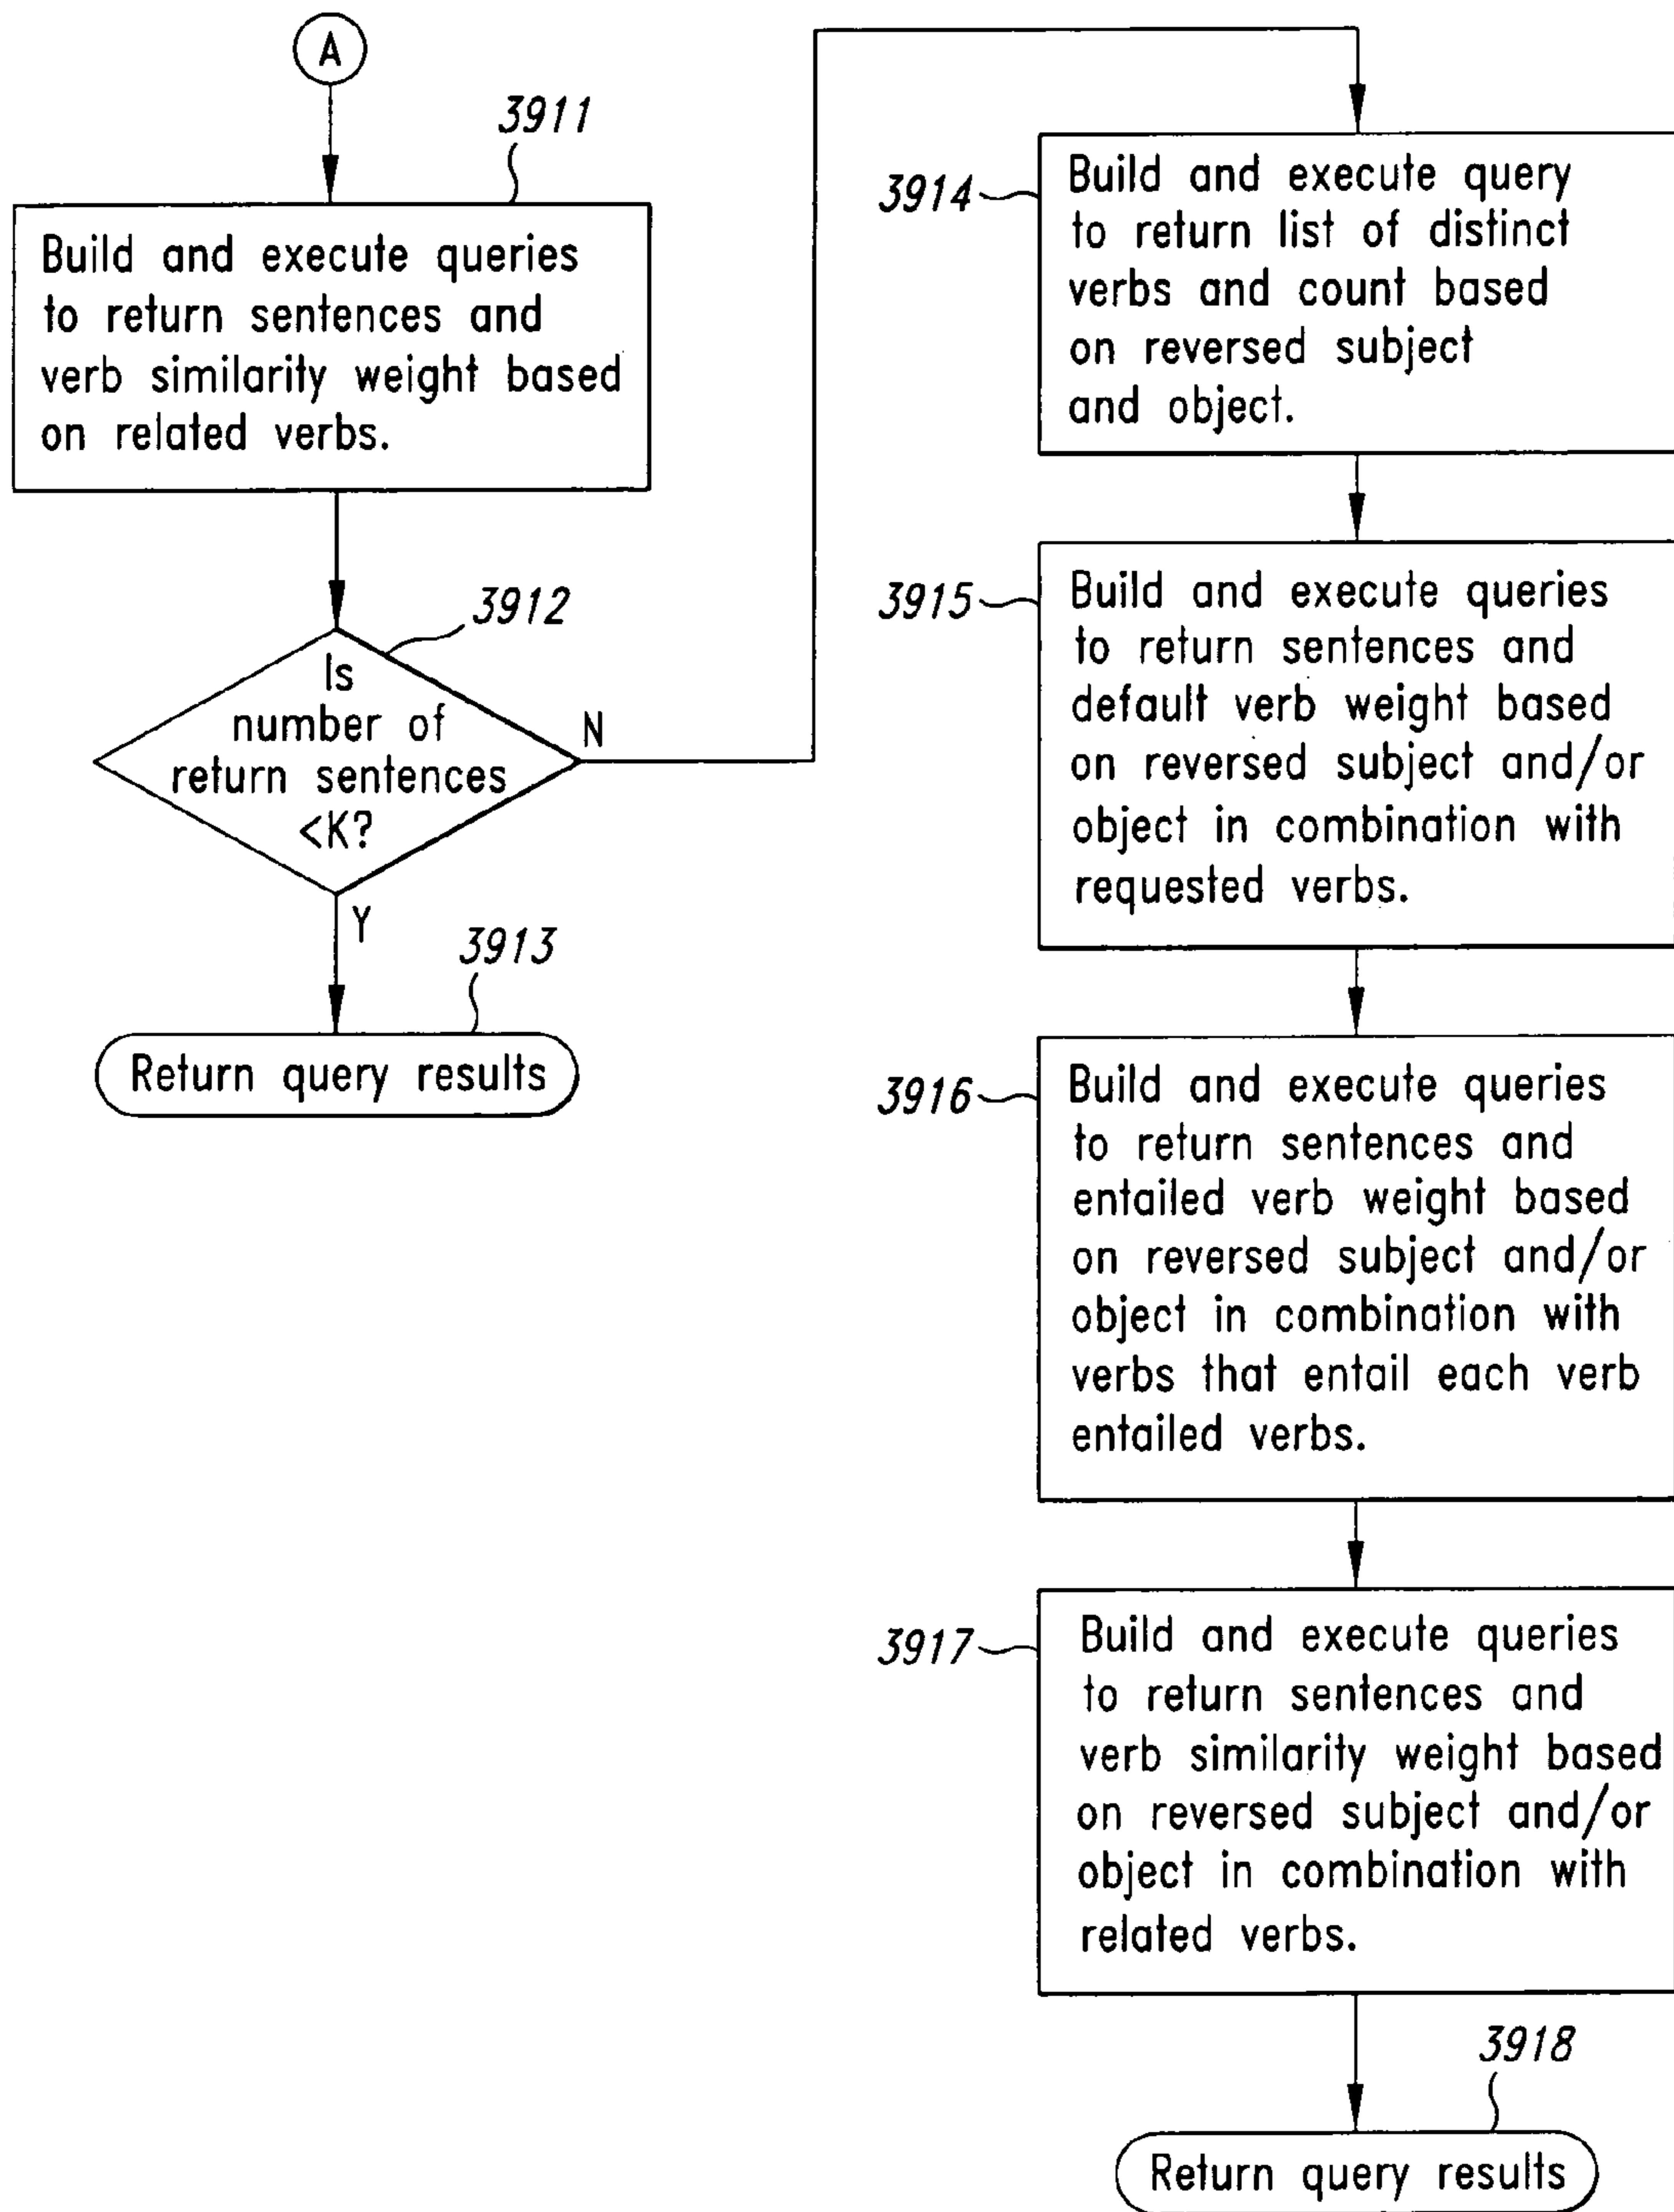 A
3911
Build and execute queries
to return sentences and
verb similarity weight based
on related verbs.
3912
Is
number of
return sentences
<K?
N
Y
3913
Return query results
3914
Build and execute query
to return list of distinct
verbs and count based
on reversed subject
and object.
3915
Build and execute queries
to return sentences and
default verb weight based
on reversed subject and/or
object in combination with
requested verbs.
3916
Build and execute queries
to return sentences and
entailed verb weight based
on reversed subject and/or
object in combination with
verbs that entail each verb
entailed verbs.
3917
Build and execute queries
to return sentences and
verb similarity weight based
on reversed subject and/or
object in combination with
related verbs.
3918
Return query results